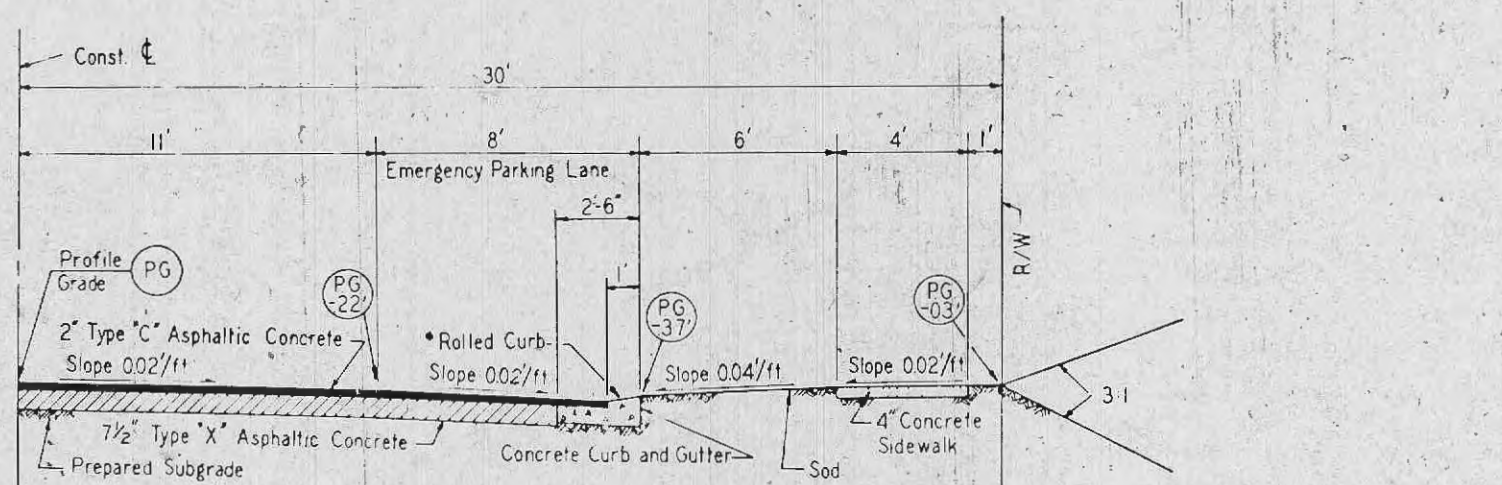 Const. ℄
30'
11'
8'
6'
4'
1'
Emergency Parking Lane
2'-6"
1'
R/W
Profile
Grade
PG
PG
-.22'
PG
-.37'
PG
-.03'
2" Type "C" Asphaltic Concrete
Slope 0.02'/ft
•Rolled Curb
Slope 0.02'/ft
Slope 0.04'/ft
Slope 0.02'/ft
3:1
7½" Type "X" Asphaltic Concrete
Prepared Subgrade
Concrete Curb and Gutter
Sod
4" Concrete
Sidewalk